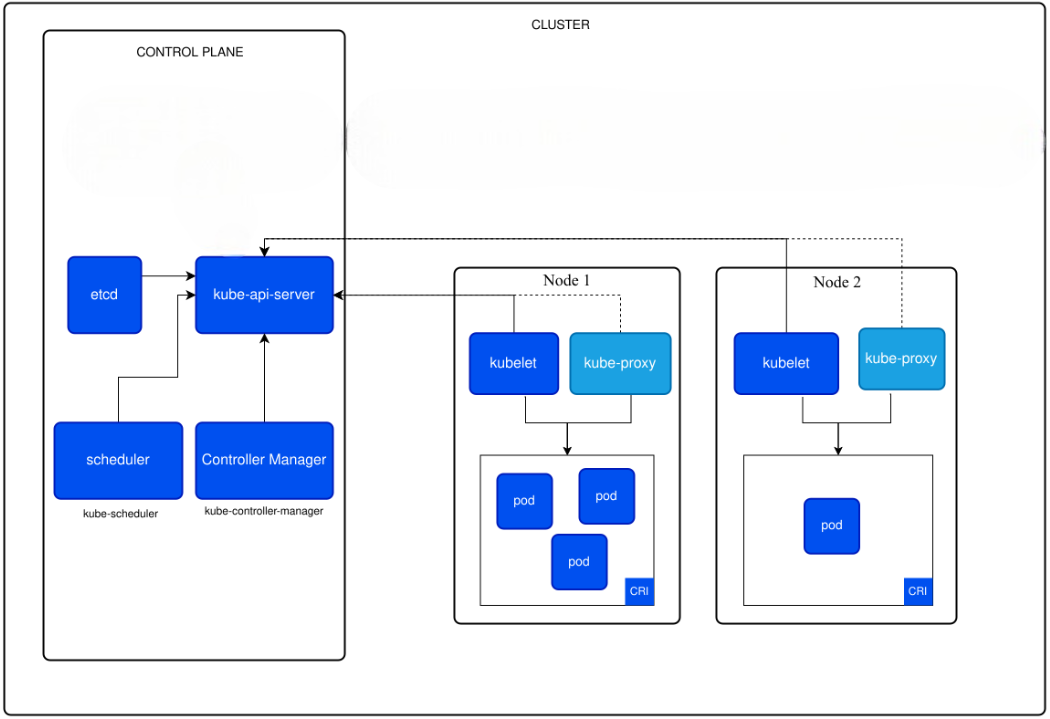 CLUSTER
CONTROL PLANE
etcd
kube-api-server
scheduler
Controller Manager
kube-scheduler
kube-controller-manager
Node 1
kubelet
kube-proxy
pod
pod
pod
CRI
Node 2
kubelet
kube-proxy
pod
CRI